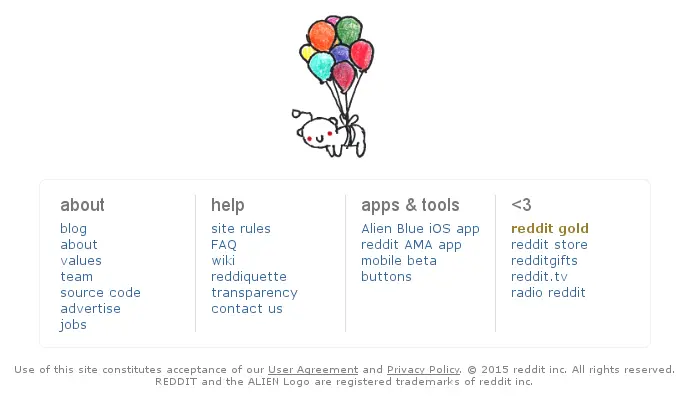 about
blog
about
values
team
source code
advertise
jobs
help
site rules
FAQ
wiki
reddiquette
transparency
contact us
apps & tools
Alien Blue iOS app
reddit AMA app
mobile beta
buttons
<3
reddit gold
reddit store
redditgifts
reddit.tv
radio reddit
Use of this site constitutes acceptance of our User Agreement and Privacy Policy. © 2015 reddit inc. All rights reserved.
REDDIT and the ALIEN Logo are registered trademarks of reddit inc.